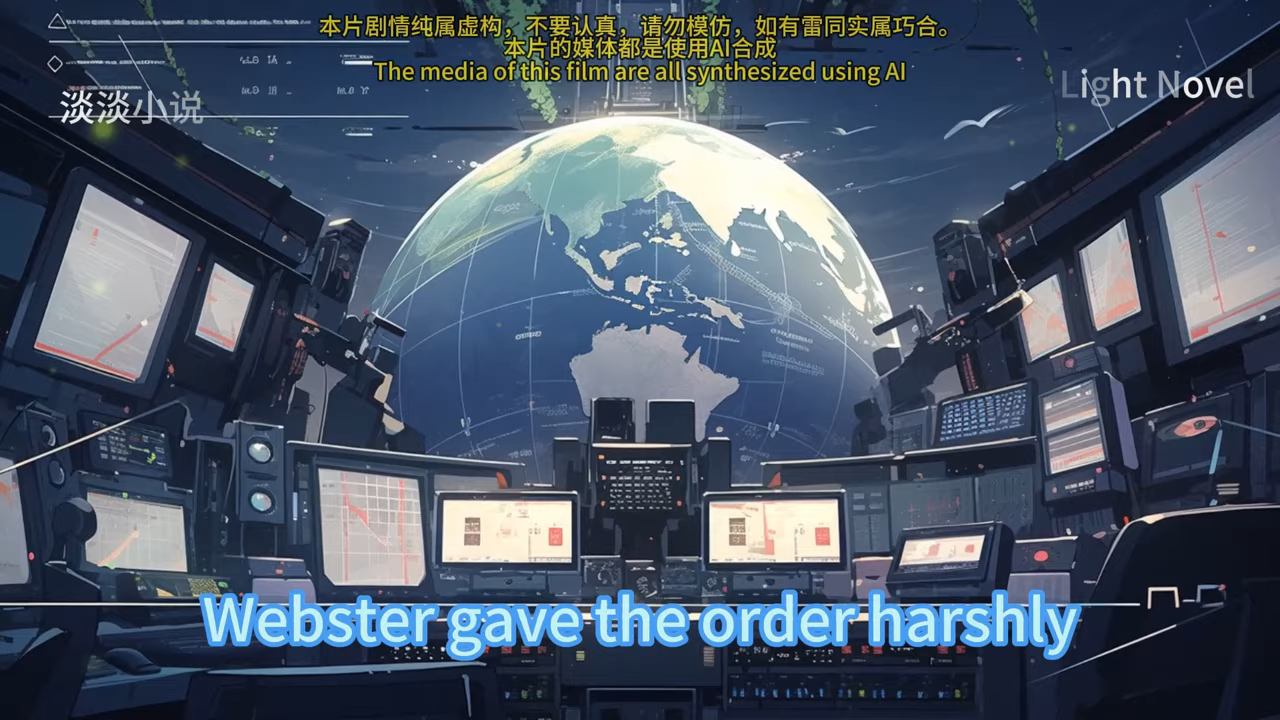 本片剧情纯属虚构，不要认真，请勿模仿，如有雷同实属巧合。
本片的媒体都是使用AI合成
The media of this film are all synthesized using AI
淡淡小说
Light Novel
Webster gave the order harshly